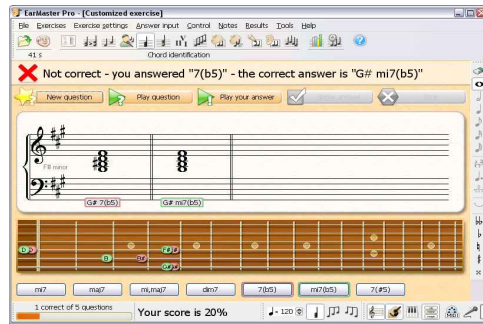 EarMaster Pro - [Customized exercise]
File Exercises Exercise settings Answer input Control Notes Results Tools Help
41 s
Chord identification
Not correct - you answered "7(b5)" - the correct answer is "G# mi7(b5)"
New question Play question Play your answer
F# minor
G# 7(b5) G# mi7(b5)
mi7 maj7 mi,maj7 dim7 7(b5) mi7(b5) 7(#5)
1 correct of 5 questions
Your score is 20%
= 120